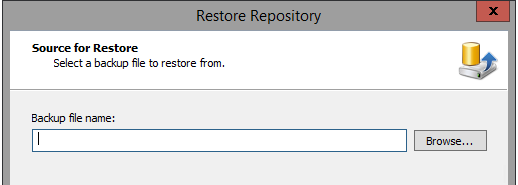 Restore Repository
x
Source for Restore
Select a backup file to restore from.
Backup file name:
Browse...